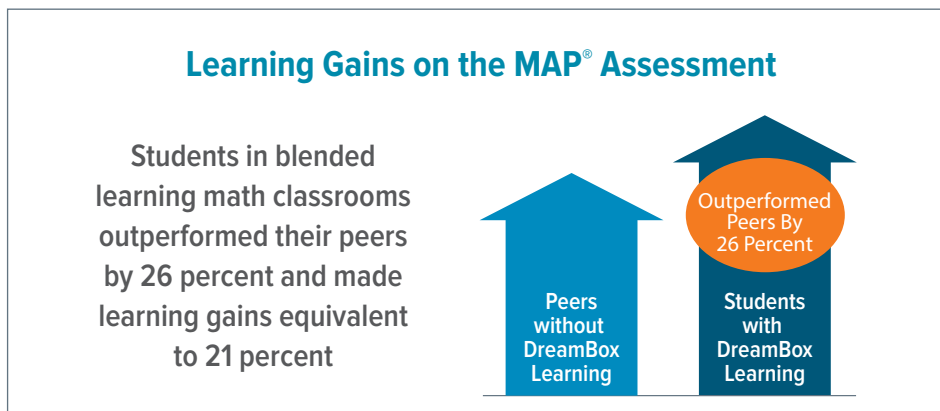 Learning Gains on the MAP® Assessment
Students in blended
learning math classrooms
outperformed their peers
by 26 percent and made
learning gains equivalent
to 21 percent
Peers
without
DreamBox
Learning
Outperformed
Peers By
26 Percent
Students
with
DreamBox
Learning